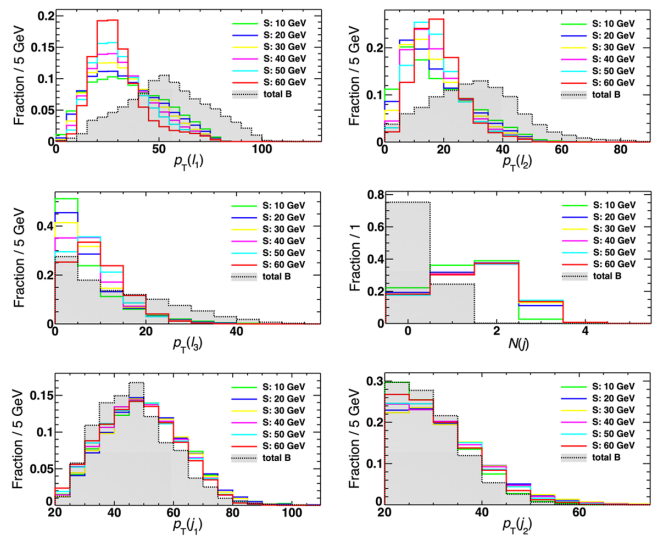 Fraction / 5 GeV
0.2
0.15
0.1
0.05
0
0 50 100
p_T(l_1)
S: 10 GeV
S: 20 GeV
S: 30 GeV
S: 40 GeV
S: 50 GeV
S: 60 GeV
total B
Fraction / 5 GeV
0.2
0.1
0
0 20 40 60 80
p_T(l_2)
S: 10 GeV
S: 20 GeV
S: 30 GeV
S: 40 GeV
S: 50 GeV
S: 60 GeV
total B
Fraction / 5 GeV
0.4
0.2
0
0 20 40
p_T(l_3)
S: 10 GeV
S: 20 GeV
S: 30 GeV
S: 40 GeV
S: 50 GeV
S: 60 GeV
total B
Fraction / 1
0.8
0.6
0.4
0.2
0
0 2 4
N(j)
S: 10 GeV
S: 20 GeV
S: 30 GeV
S: 40 GeV
S: 50 GeV
S: 60 GeV
total B
Fraction / 5 GeV
0.15
0.1
0.05
0
20 40 60 80 100
p_T(j_1)
S: 10 GeV
S: 20 GeV
S: 30 GeV
S: 40 GeV
S: 50 GeV
S: 60 GeV
total B
Fraction / 5 GeV
0.3
0.2
0.1
0
20 40 60
p_T(j_2)
S: 10 GeV
S: 20 GeV
S: 30 GeV
S: 40 GeV
S: 50 GeV
S: 60 GeV
total B